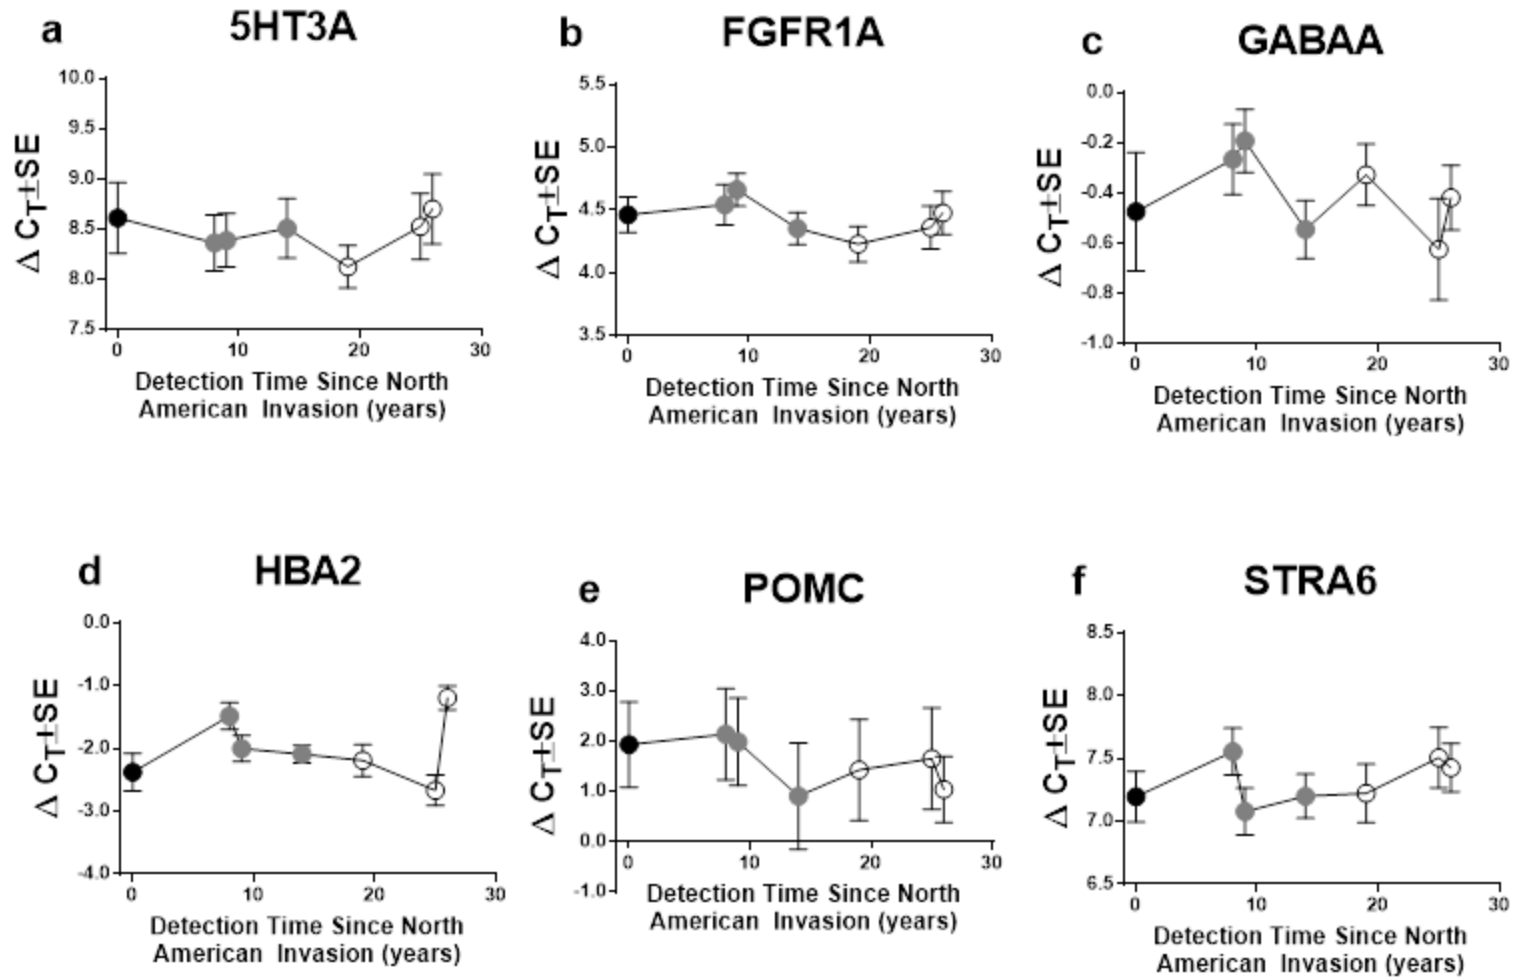 a 5HT3A
10.0
9.5
9.0
8.5
8.0
7.5
Δ CT±SE
0 10 20 30
Detection Time Since North
American Invasion (years)
b FGFR1A
5.5
5.0
4.5
4.0
3.5
Δ CT±SE
0 10 20 30
Detection Time Since North
American Invasion (years)
c GABAA
0.0
-0.2
-0.4
-0.6
-0.8
-1.0
Δ CT±SE
0 10 20 30
Detection Time Since North
American Invasion (years)
d HBA2
0.0
-1.0
-2.0
-3.0
-4.0
Δ CT±SE
0 10 20 30
Detection Time Since North
American Invasion (years)
e POMC
4.0
3.0
2.0
1.0
0.0
-1.0
Δ CT±SE
0 10 20 30
Detection Time Since North
American Invasion (years)
f STRA6
8.5
8.0
7.5
7.0
6.5
Δ CT±SE
0 10 20 30
Detection Time Since North
American Invasion (years)